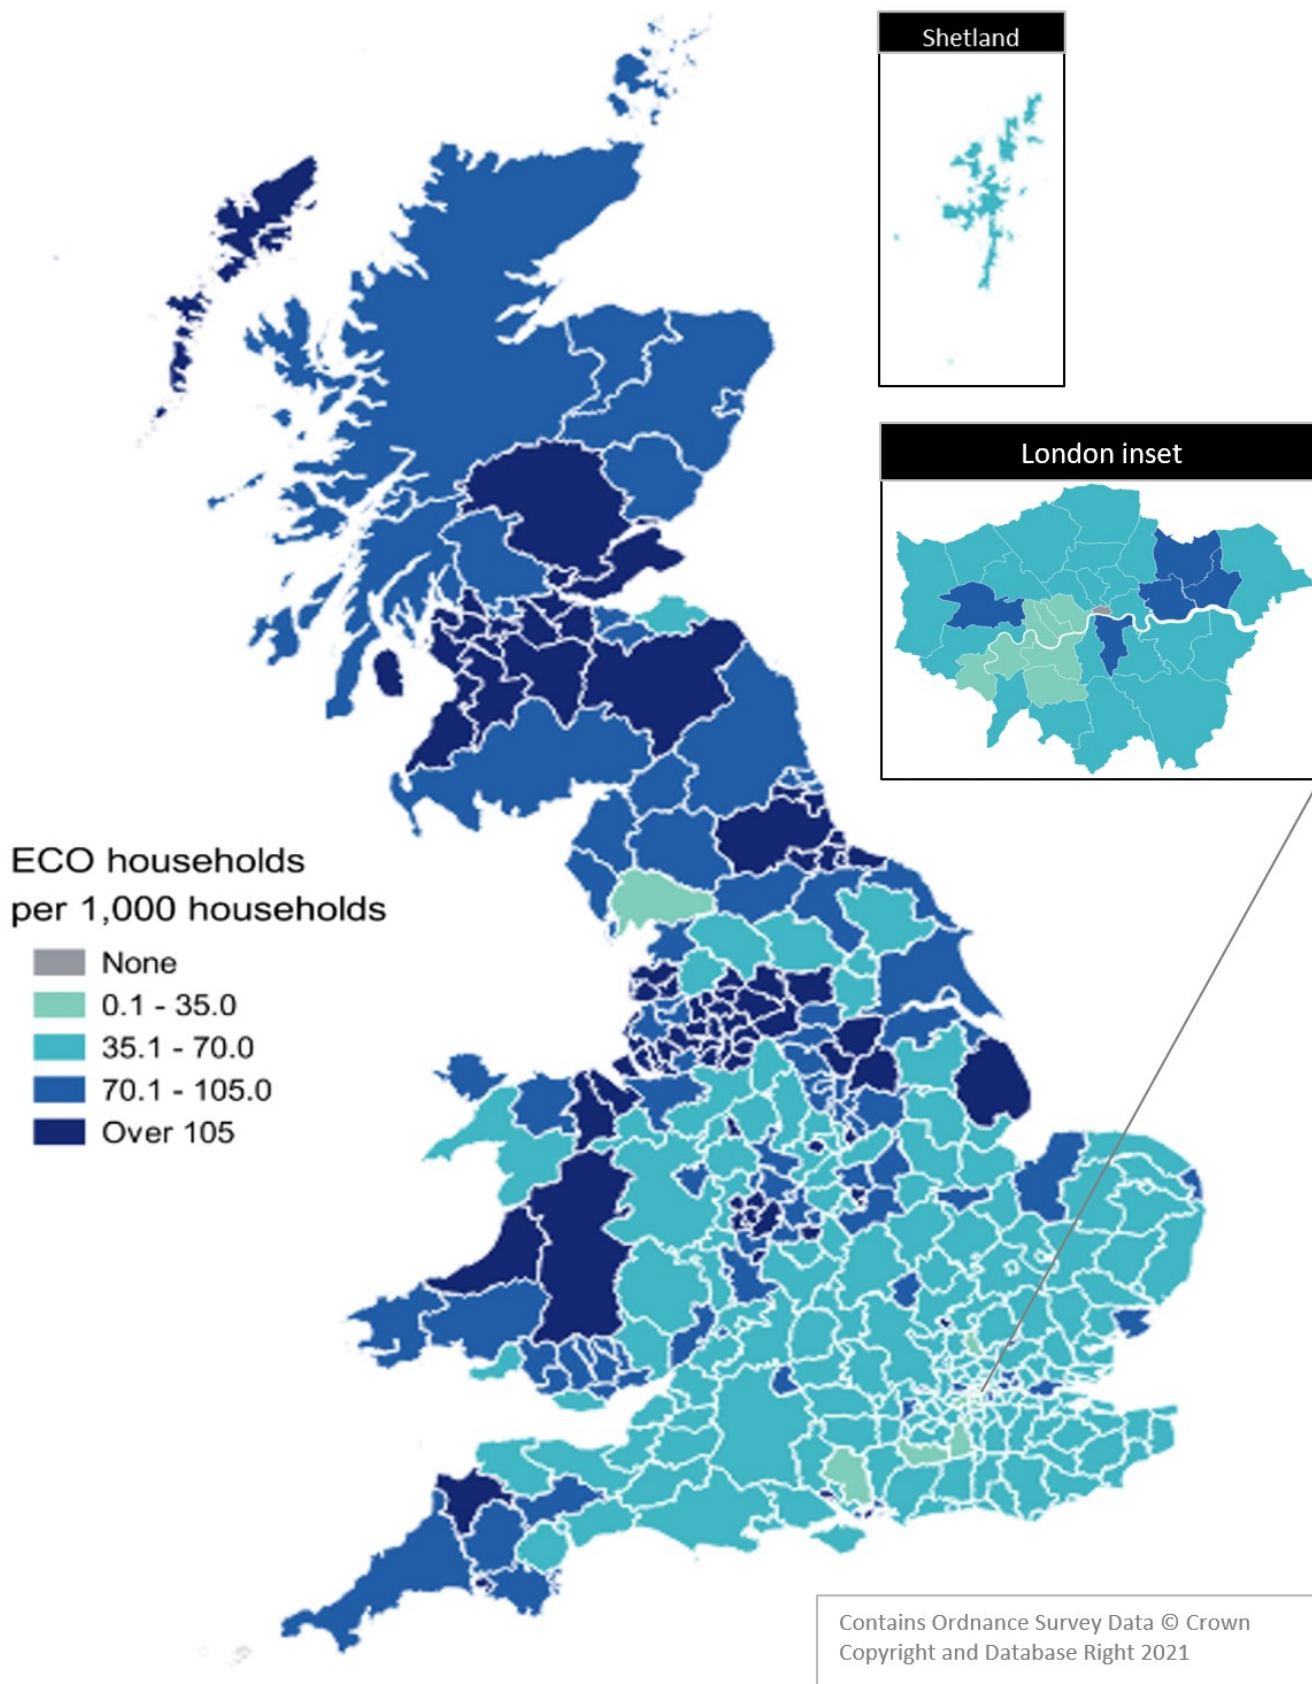 Shetland
London inset
ECO households
per 1,000 households
None
0.1 - 35.0
35.1 - 70.0
70.1 - 105.0
Over 105
Contains Ordnance Survey Data © Crown
Copyright and Database Right 2021